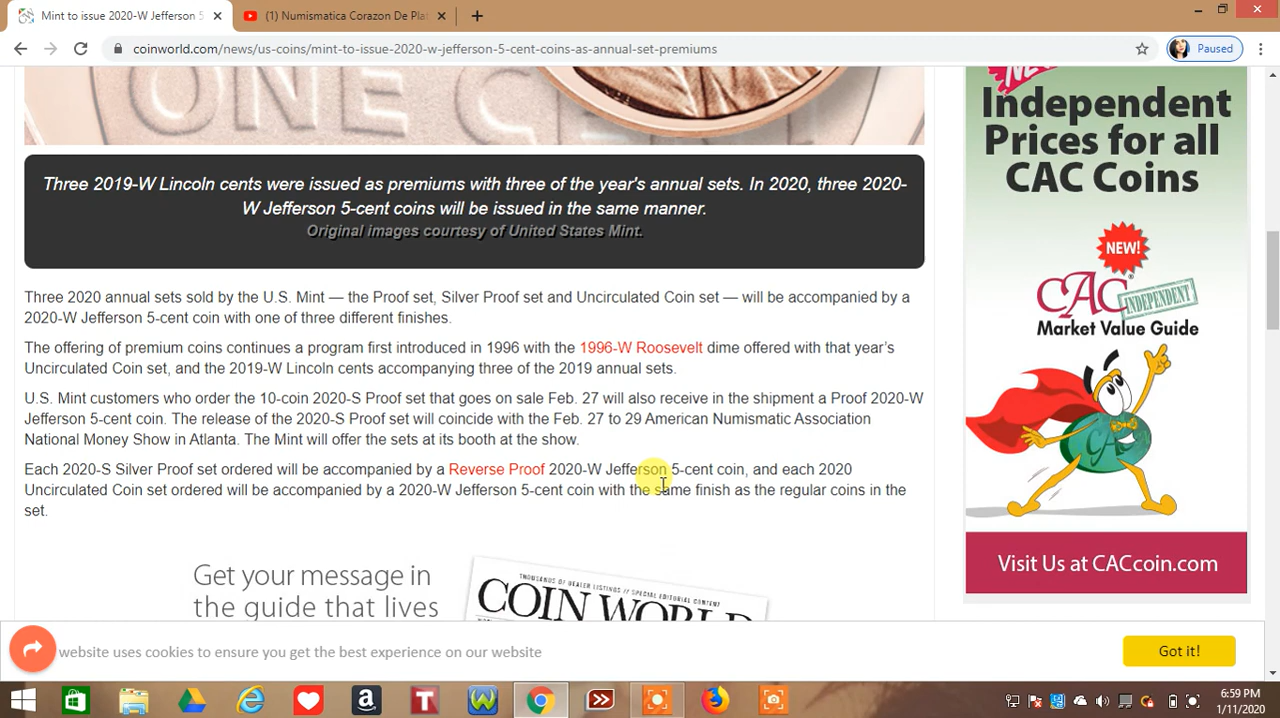 Mint to issue 2020-W Jefferson 5
(1) Numismatica Corazon De Plat
coinworld.com/news/us-coins/mint-to-issue-2020-w-jefferson-5-cent-coins-as-annual-set-premiums
Paused
ONE CENT
Three 2019-W Lincoln cents were issued as premiums with three of the year's annual sets. In 2020, three 2020-
W Jefferson 5-cent coins will be issued in the same manner.
Original images courtesy of United States Mint.
Three 2020 annual sets sold by the U.S. Mint — the Proof set, Silver Proof set and Uncirculated Coin set — will be accompanied by a
2020-W Jefferson 5-cent coin with one of three different finishes.
The offering of premium coins continues a program first introduced in 1996 with the 1996-W Roosevelt dime offered with that year's
Uncirculated Coin set, and the 2019-W Lincoln cents accompanying three of the 2019 annual sets.
U.S. Mint customers who order the 10-coin 2020-S Proof set that goes on sale Feb. 27 will also receive in the shipment a Proof 2020-W
Jefferson 5-cent coin. The release of the 2020-S Proof set will coincide with the Feb. 27 to 29 American Numismatic Association
National Money Show in Atlanta. The Mint will offer the sets at its booth at the show.
Each 2020-S Silver Proof set ordered will be accompanied by a Reverse Proof 2020-W Jefferson 5-cent coin, and each 2020
Uncirculated Coin set ordered will be accompanied by a 2020-W Jefferson 5-cent coin with the same finish as the regular coins in the
set.
Get your message in
the guide that lives
THOUSANDS OF DEALER LISTINGS // SPECIAL EDITORIAL CONTENT
COIN WORLD
NEW
Independent
Prices for all
CAC Coins
NEW!
CAC INDEPENDENT
Market Value Guide
Visit Us at CACcoin.com
website uses cookies to ensure you get the best experience on our website
Got it!
6:59 PM
1/11/2020